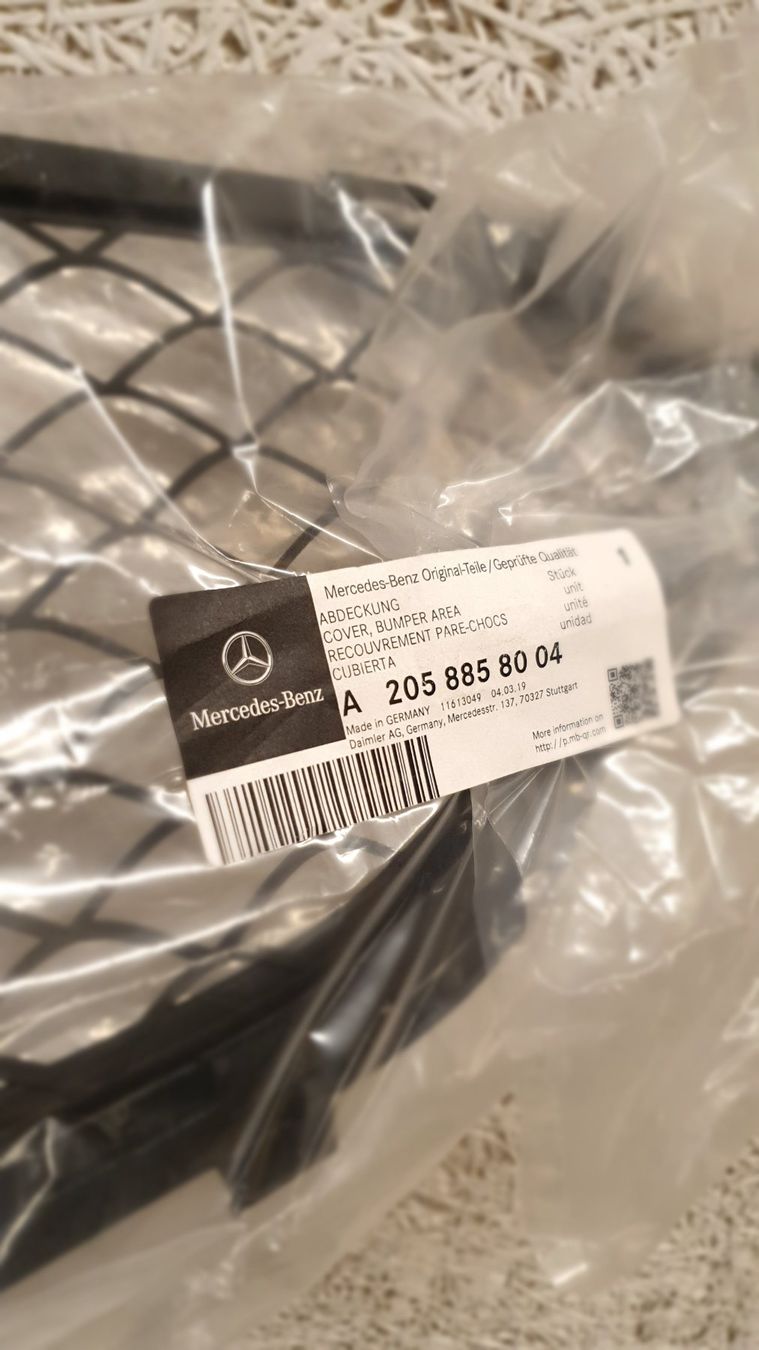 Mercedes-Benz
Mercedes-Benz Original-Teile/Geprüfte Qualität
ABDECKUNG
COVER, BUMPER AREA
RECOUVREMENT PARE-CHOCS
CUBIERTA
Stück
unit
unité
unidad
1
A 205 885 80 04
Made in GERMANY 11613049 04.03.19
Daimler AG, Germany, Mercedesstr. 137, 70327 Stuttgart
More information on
http://p.mb-qr.com